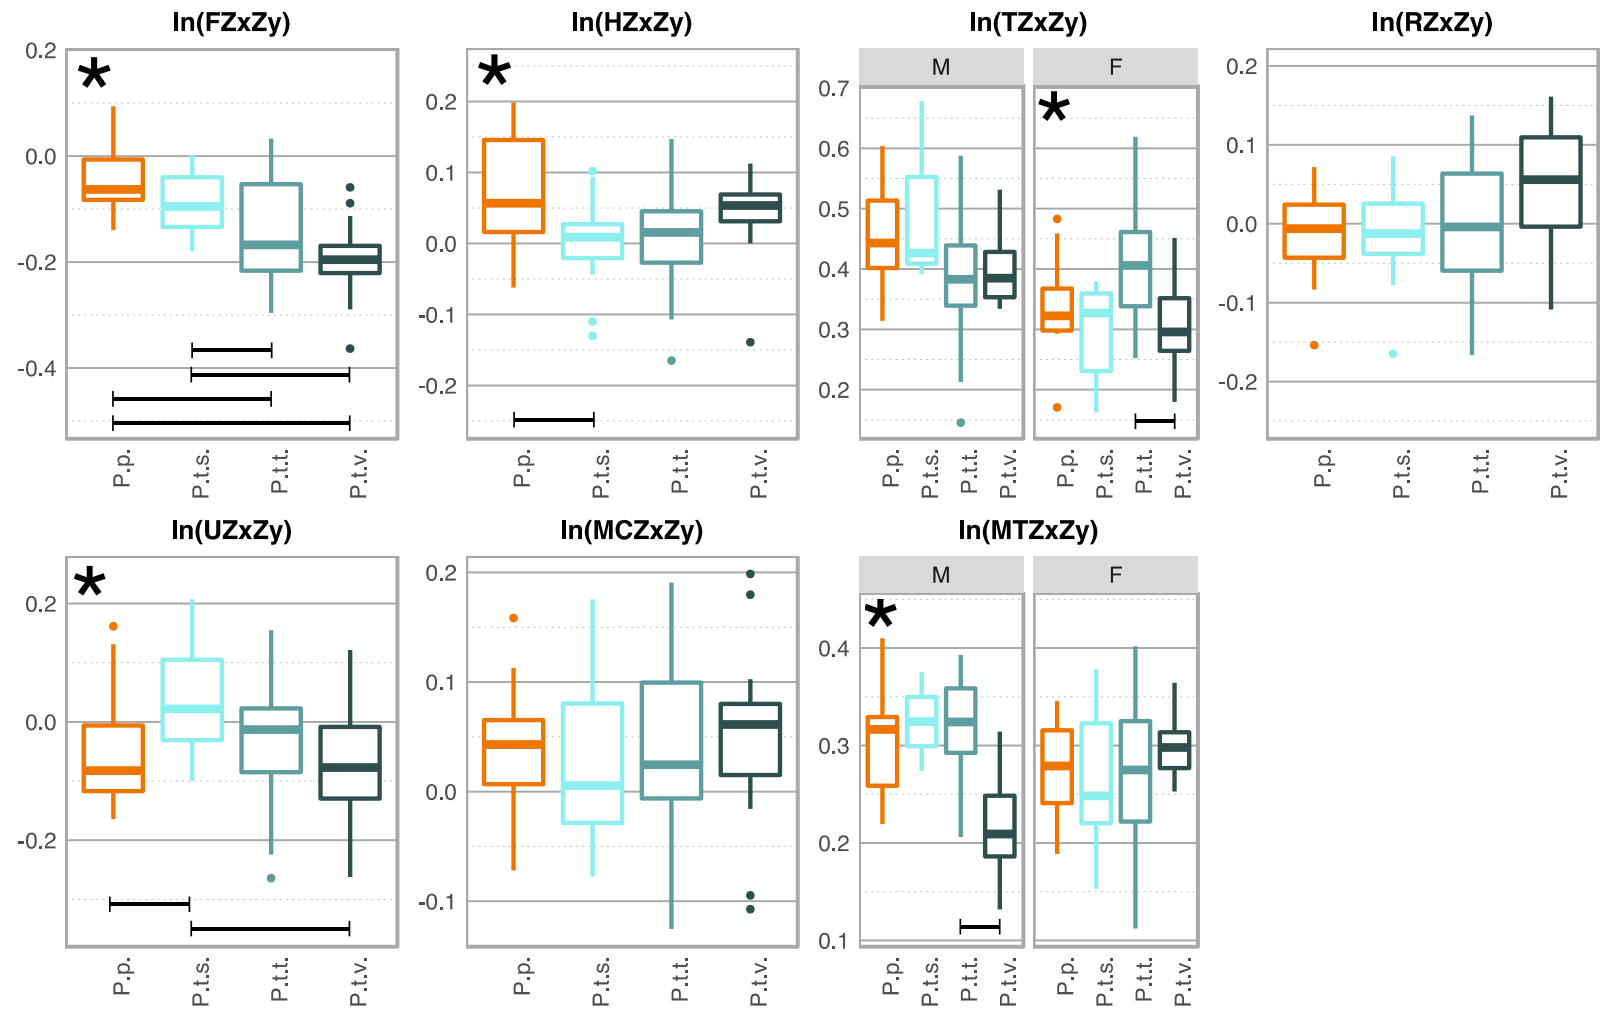 ln(FZxZy)
0.2
0.0
-0.2
-0.4
*
P.p.
P.t.s.
P.t.t.
P.t.v.
ln(HZxZy)
0.2
0.1
0.0
-0.1
-0.2
*
P.p.
P.t.s.
P.t.t.
P.t.v.
ln(TZxZy)
M
F
0.7
0.6
0.5
0.4
0.3
0.2
*
P.p.
P.t.s.
P.t.t.
P.t.v.
P.p.
P.t.s.
P.t.t.
P.t.v.
ln(RZxZy)
0.2
0.1
0.0
-0.1
-0.2
P.p.
P.t.s.
P.t.t.
P.t.v.
ln(UZxZy)
0.2
0.0
-0.2
*
P.p.
P.t.s.
P.t.t.
P.t.v.
ln(MCZxZy)
0.2
0.1
0.0
-0.1
P.p.
P.t.s.
P.t.t.
P.t.v.
ln(MTZxZy)
M
F
0.4
0.3
0.2
0.1
*
P.p.
P.t.s.
P.t.t.
P.t.v.
P.p.
P.t.s.
P.t.t.
P.t.v.